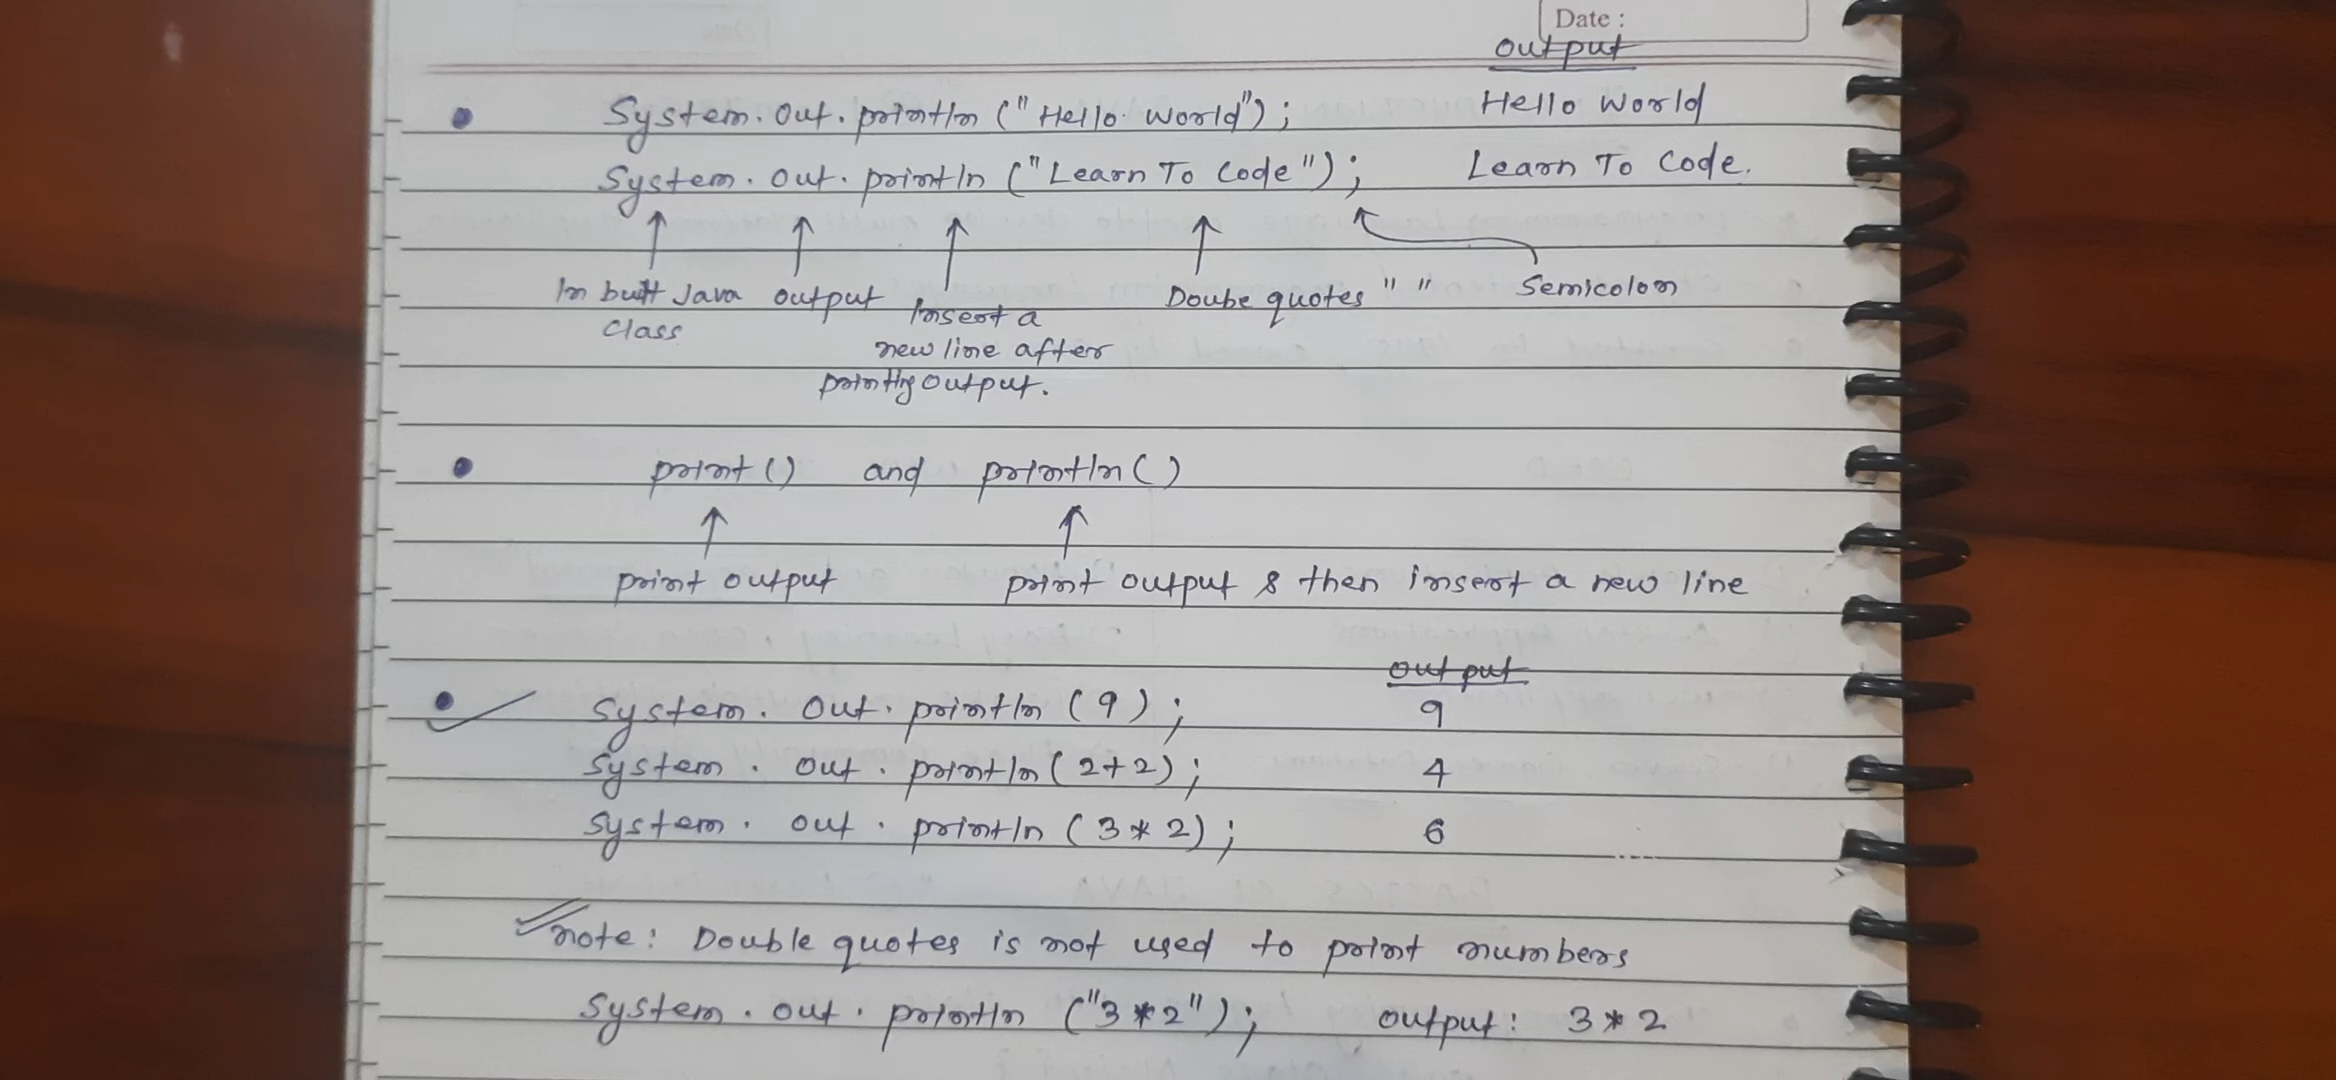 Date :
output
System. Out. println ("Hello World"); Hello World
System. out. println ("Learn To Code"); Learn To Code.
In built Java class
output
Insert a new line after printing output.
Doube quotes " "
Semicolon
print () and println ()
print output print output & then insert a new line
output
System. Out. println (9); 9
System. out. println (2+2); 4
System. out. println (3*2); 6
note: Double quotes is not used to print numbers
System. out. println ("3*2"); output: 3*2